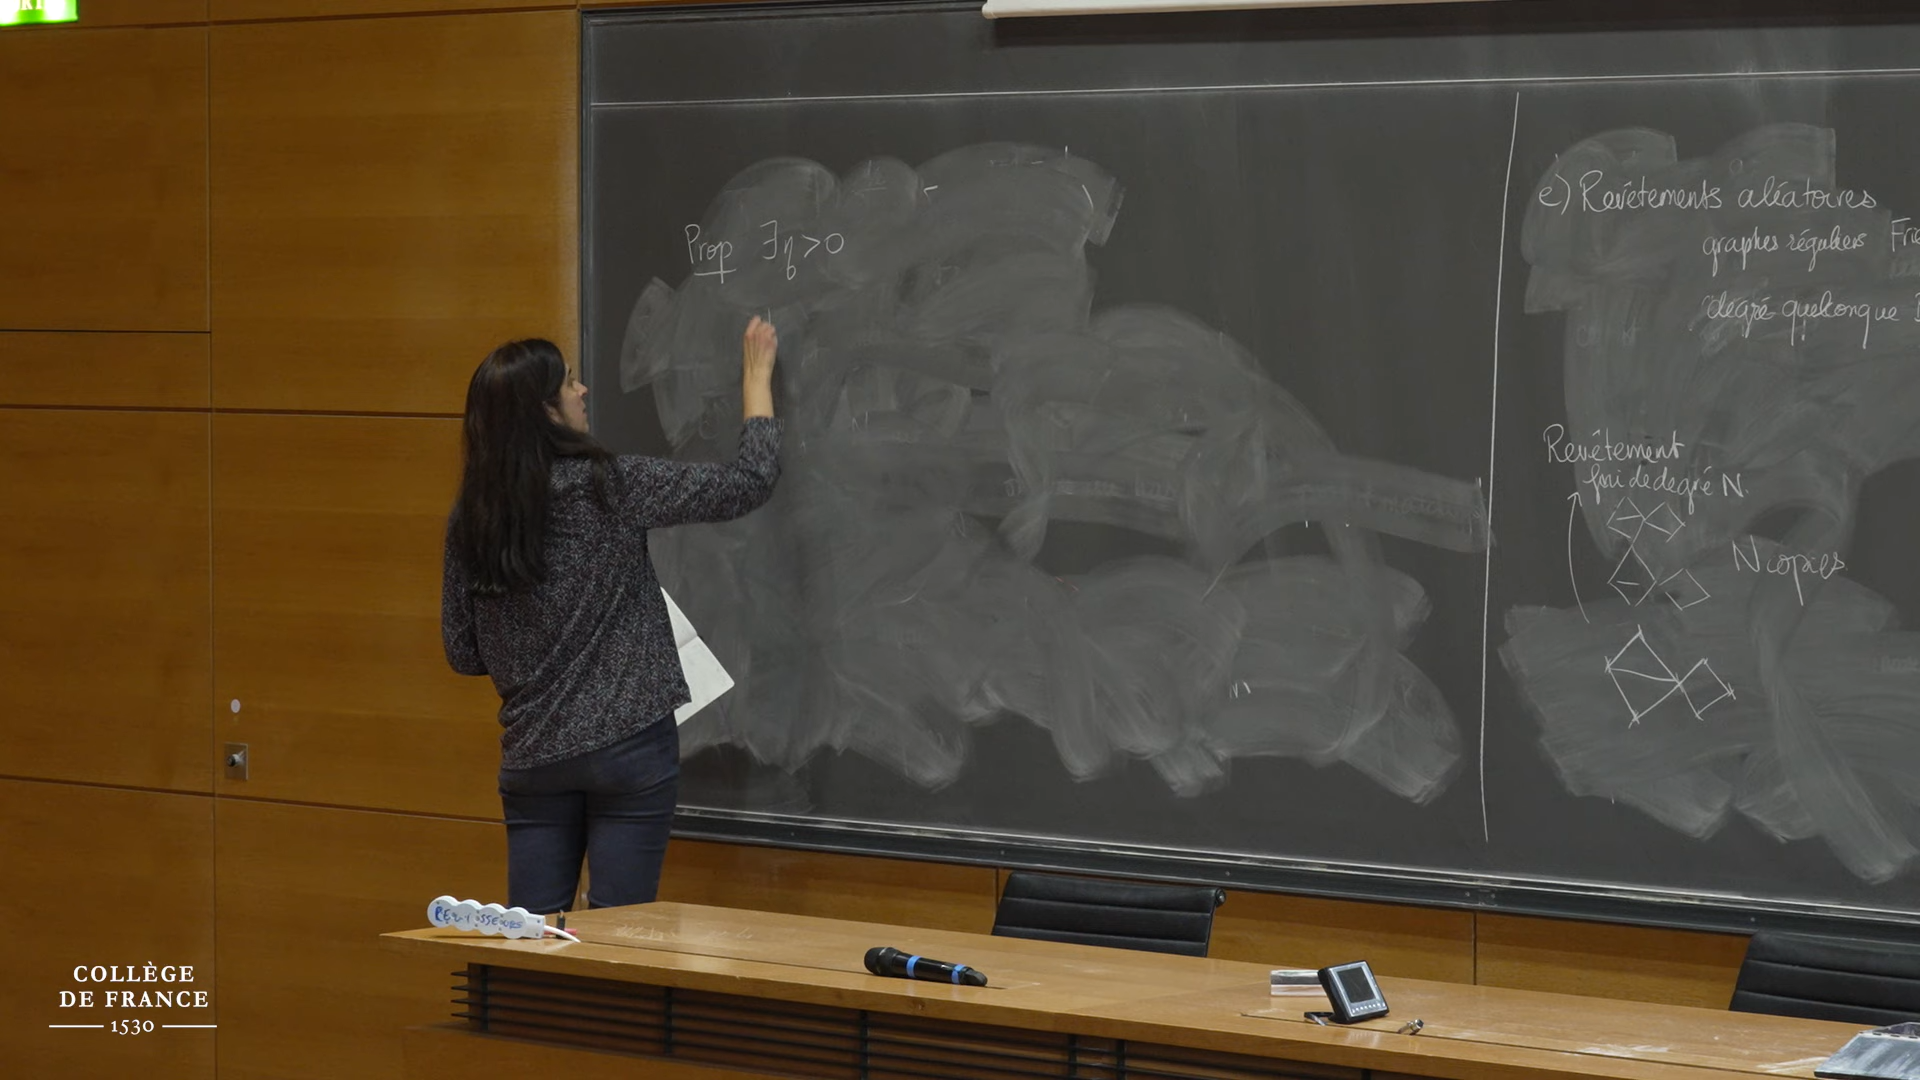 Prop ∃η>0
e) Revêtements aléatoires
graphes réguliers
degré quelconque
Revêtement
fini de degré N.
N copies
COLLÈGE
DE FRANCE
1530